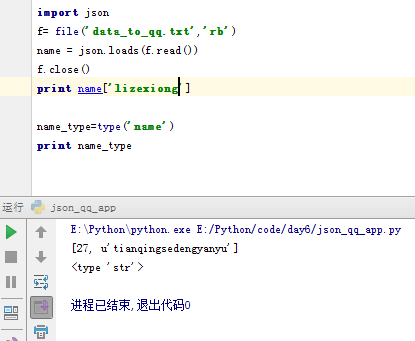 import json
f= file('data_to_qq.txt','rb')
name = json.loads(f.read())
f.close()
print name['lizexiong']
name_type=type('name')
print name_type
运行 json_qq_app
E:\Python\python.exe E:/Python/code/day6/json_qq_app.py
[27, u'tianqingsedengyanyu']
<type 'str'>
进程已结束,退出代码0